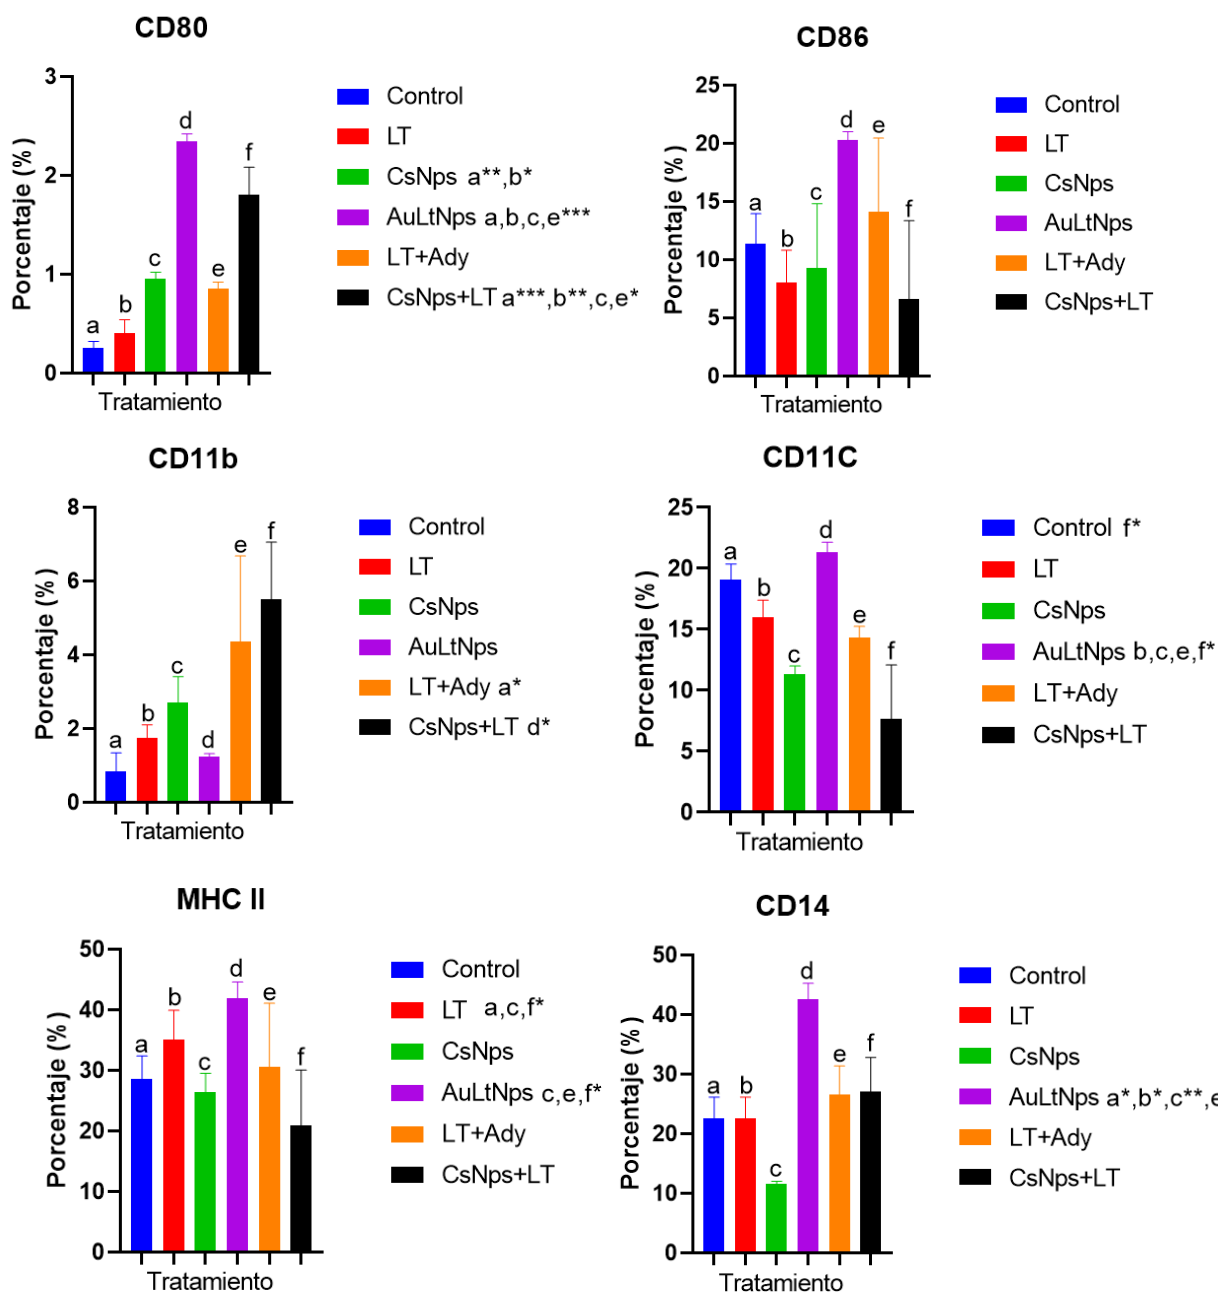 CD80
Porcentaje (%)
3
2
1
0
a
b
c
d
e
f
Tratamiento
Control
LT
CsNps a**,b*
AuLtNps a,b,c,e***
LT+Ady
CsNps+LT a***,b**,c,e*
CD86
Porcentaje (%)
25
20
15
10
5
0
a
b
c
d
e
f
Tratamiento
Control
LT
CsNps
AuLtNps
LT+Ady
CsNps+LT
CD11b
Porcentaje (%)
8
6
4
2
0
a
b
c
d
e
f
Tratamiento
Control
LT
CsNps
AuLtNps
LT+Ady a*
CsNps+LT d*
CD11C
Porcentaje (%)
25
20
15
10
5
0
a
b
c
d
e
f
Tratamiento
Control f*
LT
CsNps
AuLtNps b,c,e,f*
LT+Ady
CsNps+LT
MHC II
Porcentaje (%)
50
40
30
20
10
0
a
b
c
d
e
f
Tratamiento
Control
LT a,c,f*
CsNps
AuLtNps c,e,f*
LT+Ady
CsNps+LT
CD14
Porcentaje (%)
50
40
30
20
10
0
a
b
c
d
e
f
Tratamiento
Control
LT
CsNps
AuLtNps a*,b*,c**,e
LT+Ady
CsNps+LT